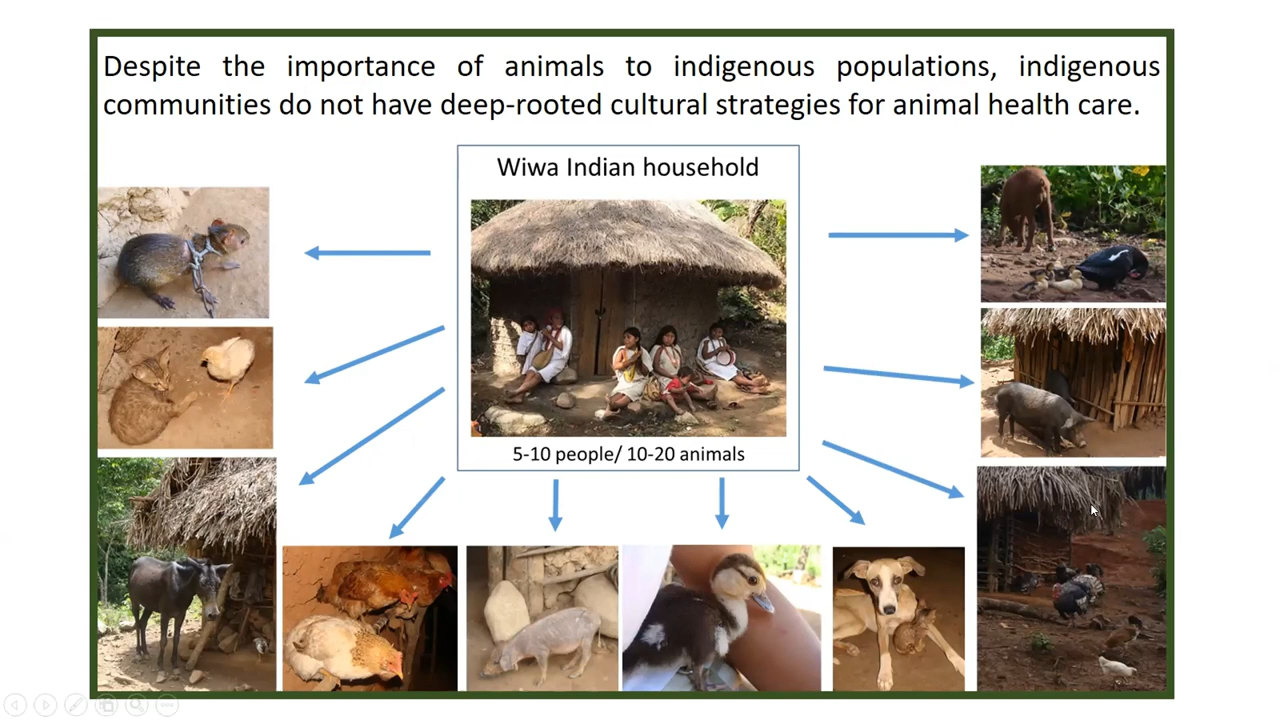 Despite the importance of animals to indigenous populations, indigenous
communities do not have deep-rooted cultural strategies for animal health care.
Wiwa Indian household
5-10 people/ 10-20 animals